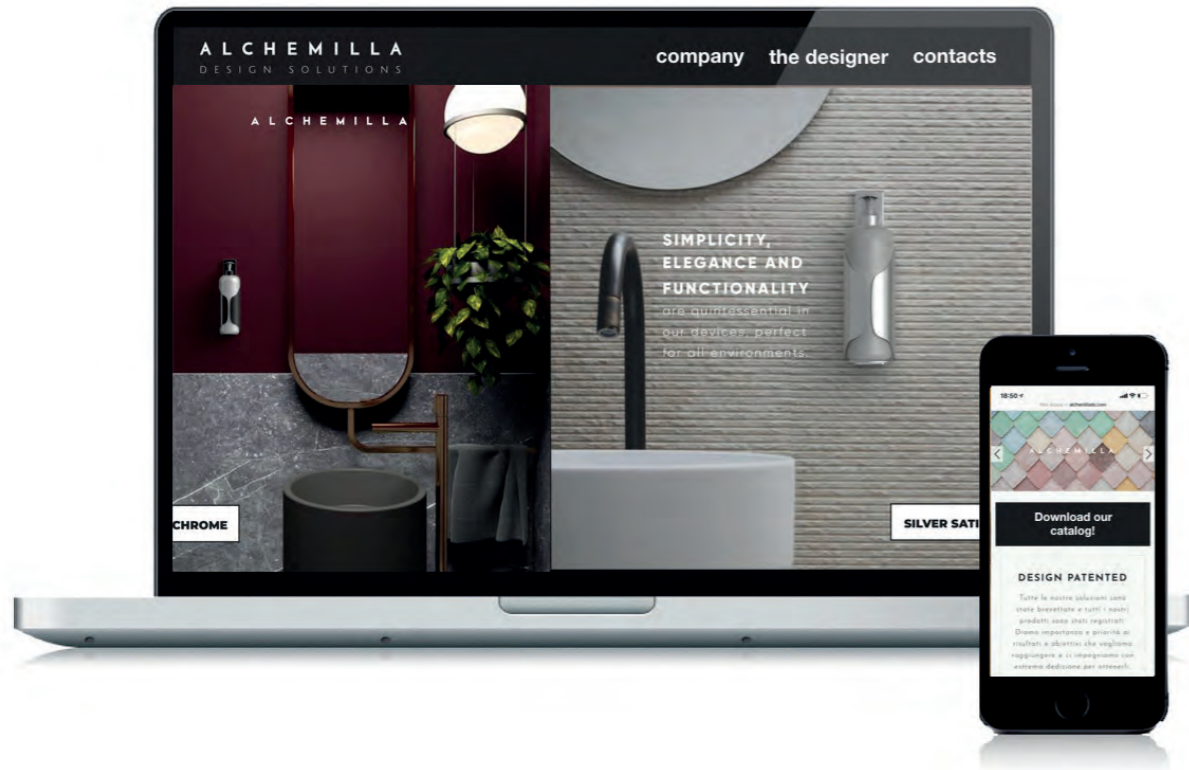 ALCHEMILLA
DESIGN SOLUTIONS
company the designer contacts
ALCHEMILLA
SIMPLICITY,
ELEGANCE AND
FUNCTIONALITY
are quintessential in
our devices, perfect
for all environments.
CHROME
SILVER SATI
18:50
alchemillads.com
ALCHEMILLA
Download our
catalog!
DESIGN PATENTED
Tutte le nostre soluzioni sono
state brevettate e tutti i nostri
prodotti sono stati registrati
Diamo importanza e priorità ai
risultati e obiettivi che vogliamo
raggiungere e ci impegniamo con
estrema dedizione per ottenerli.